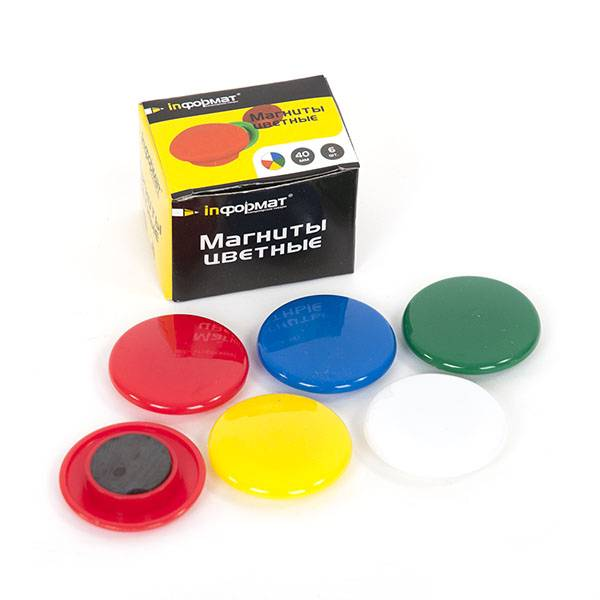 inформат
Магниты
цветные
40
мм
6
шт.
inформат
Магниты
цветные